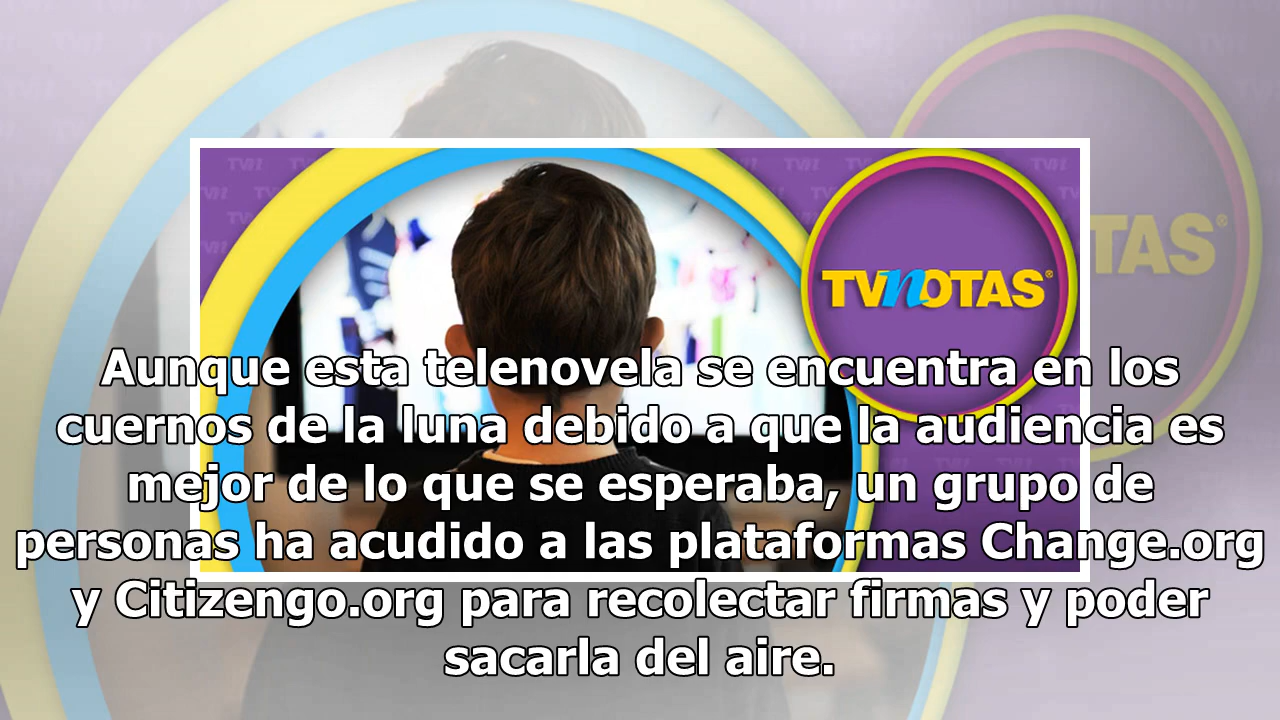 TVNOTAS®
TAS®
Aunque esta telenovela se encuentra en los
cuernos de la luna debido a que la audiencia es
mejor de lo que se esperaba, un grupo de
personas ha acudido a las plataformas Change.org
y Citizengo.org para recolectar firmas y poder
sacarla del aire.